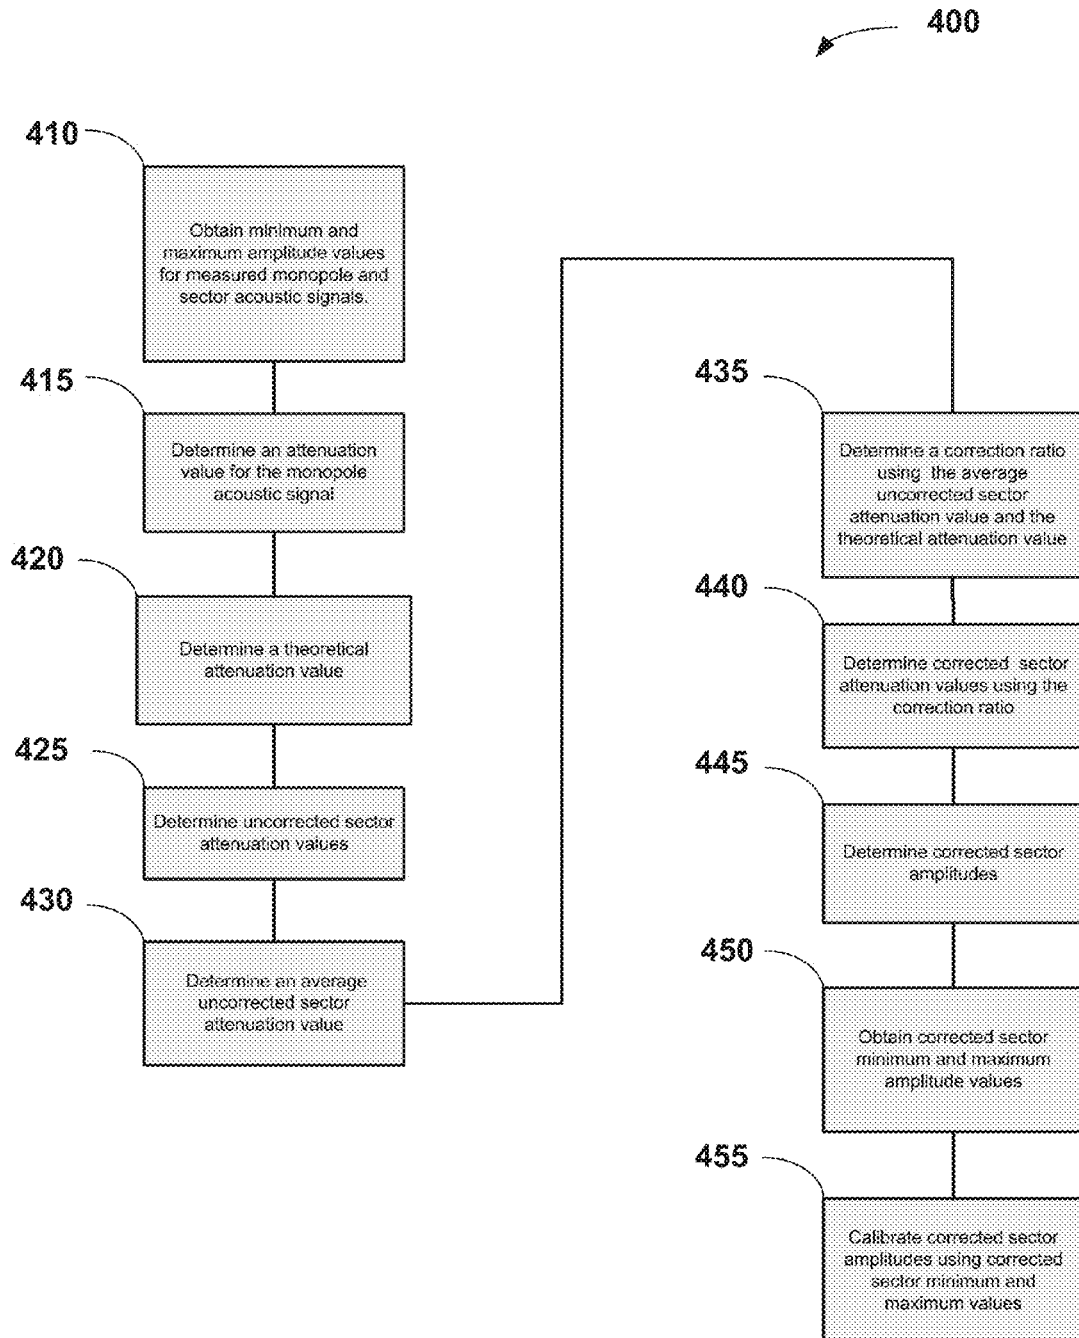 400
410
Obtain minimum and
maximum amplitude values
for measured monopole and
sector acoustic signals.
415
Determine an attenuation
value for the monopole
acoustic signal
420
Determine a theoretical
attenuation value
425
Determine uncorrected sector
attenuation values
430
Determine an average
uncorrected sector
attenuation value
435
Determine a correction ratio
using the average
uncorrected sector
attenuation value and the
theoretical attenuation value
440
Determine corrected sector
attenuation values using the
correction ratio
445
Determine corrected sector
amplitudes
450
Obtain corrected sector
minimum and maximum
amplitude values
455
Calibrate corrected sector
amplitudes using corrected
sector minimum and
maximum values